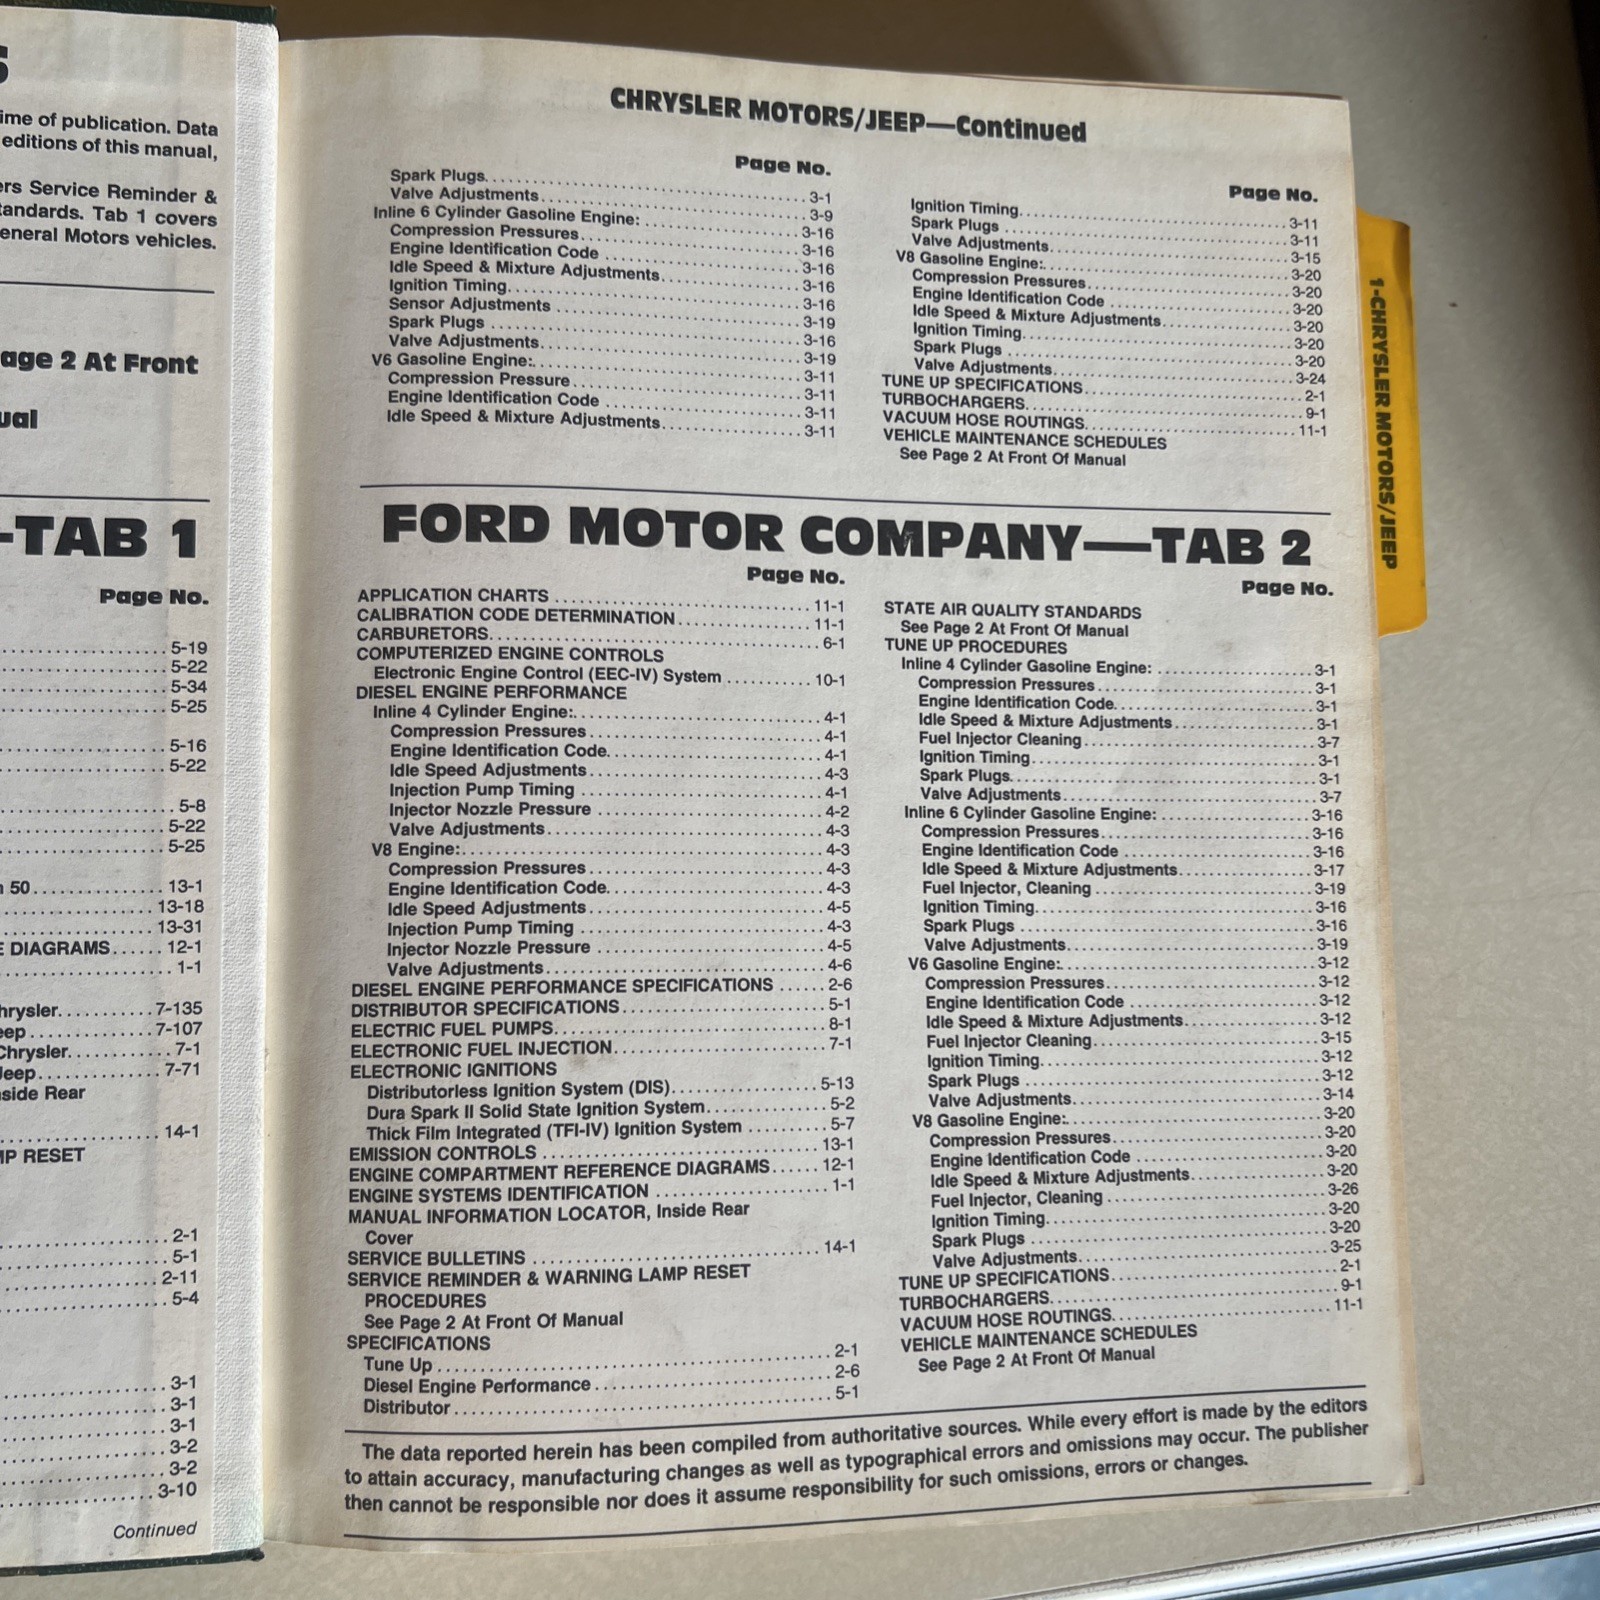 S
ime of publication. Data
editions of this manual,
ers Service Reminder &
tandards. Tab 1 covers
eneral Motors vehicles.
age 2 At Front
ual
-TAB 1
Page No.
5-19
5-22
5-34
5-25
5-16
5-22
5-8
5-22
5-25
n 50 13-1
13-18
13-31
E DIAGRAMS 12-1
1-1
hrysler 7-135
eep 7-107
Chrysler 7-1
Jeep 7-71
nside Rear
14-1
MP RESET
2-1
5-1
2-11
5-4
3-1
3-1
3-1
3-2
3-2
3-10
Continued
CHRYSLER MOTORS/JEEP—Continued
Page No.
Spark Plugs 3-1
Valve Adjustments 3-9
Inline 6 Cylinder Gasoline Engine: 3-16
Compression Pressures 3-16
Engine Identification Code 3-16
Idle Speed & Mixture Adjustments 3-16
Ignition Timing 3-16
Sensor Adjustments 3-19
Spark Plugs 3-16
Valve Adjustments 3-19
V6 Gasoline Engine: 3-11
Compression Pressure 3-11
Engine Identification Code 3-11
Idle Speed & Mixture Adjustments 3-11
Page No.
Ignition Timing 3-11
Spark Plugs 3-11
Valve Adjustments 3-15
V8 Gasoline Engine: 3-20
Compression Pressures 3-20
Engine Identification Code 3-20
Idle Speed & Mixture Adjustments 3-20
Ignition Timing 3-20
Spark Plugs 3-20
Valve Adjustments 3-24
TUNE UP SPECIFICATIONS 2-1
TURBOCHARGERS 9-1
VACUUM HOSE ROUTINGS 11-1
VEHICLE MAINTENANCE SCHEDULES
See Page 2 At Front Of Manual
1-CHRYSLER MOTORS/JEEP
FORD MOTOR COMPANY—TAB 2
Page No.
APPLICATION CHARTS 11-1
CALIBRATION CODE DETERMINATION 11-1
CARBURETORS 6-1
COMPUTERIZED ENGINE CONTROLS
Electronic Engine Control (EEC-IV) System 10-1
DIESEL ENGINE PERFORMANCE
Inline 4 Cylinder Engine: 4-1
Compression Pressures 4-1
Engine Identification Code 4-1
Idle Speed Adjustments 4-3
Injection Pump Timing 4-1
Injector Nozzle Pressure 4-2
Valve Adjustments 4-3
V8 Engine: 4-3
Compression Pressures 4-3
Engine Identification Code 4-3
Idle Speed Adjustments 4-5
Injection Pump Timing 4-3
Injector Nozzle Pressure 4-5
Valve Adjustments 4-6
DIESEL ENGINE PERFORMANCE SPECIFICATIONS 2-6
DISTRIBUTOR SPECIFICATIONS 5-1
ELECTRIC FUEL PUMPS 8-1
ELECTRONIC FUEL INJECTION 7-1
ELECTRONIC IGNITIONS
Distributorless Ignition System (DIS) 5-13
Dura Spark II Solid State Ignition System 5-2
Thick Film Integrated (TFI-IV) Ignition System 5-7
EMISSION CONTROLS 13-1
ENGINE COMPARTMENT REFERENCE DIAGRAMS 12-1
ENGINE SYSTEMS IDENTIFICATION 1-1
MANUAL INFORMATION LOCATOR, Inside Rear
Cover
SERVICE BULLETINS 14-1
SERVICE REMINDER & WARNING LAMP RESET
PROCEDURES
See Page 2 At Front Of Manual
SPECIFICATIONS
Tune Up 2-1
Diesel Engine Performance 2-6
Distributor 5-1
Page No.
STATE AIR QUALITY STANDARDS
See Page 2 At Front Of Manual
TUNE UP PROCEDURES
Inline 4 Cylinder Gasoline Engine: 3-1
Compression Pressures 3-1
Engine Identification Code 3-1
Idle Speed & Mixture Adjustments 3-1
Fuel Injector Cleaning 3-7
Ignition Timing 3-1
Spark Plugs 3-1
Valve Adjustments 3-7
Inline 6 Cylinder Gasoline Engine: 3-16
Compression Pressures 3-16
Engine Identification Code 3-16
Idle Speed & Mixture Adjustments 3-17
Fuel Injector, Cleaning 3-19
Ignition Timing 3-16
Spark Plugs 3-16
Valve Adjustments 3-19
V6 Gasoline Engine: 3-12
Compression Pressures 3-12
Engine Identification Code 3-12
Idle Speed & Mixture Adjustments 3-12
Fuel Injector Cleaning 3-15
Ignition Timing 3-12
Spark Plugs 3-12
Valve Adjustments 3-14
V8 Gasoline Engine: 3-20
Compression Pressures 3-20
Engine Identification Code 3-20
Idle Speed & Mixture Adjustments 3-20
Fuel Injector, Cleaning 3-26
Ignition Timing 3-20
Spark Plugs 3-20
Valve Adjustments 3-25
TUNE UP SPECIFICATIONS 2-1
TURBOCHARGERS 9-1
VACUUM HOSE ROUTINGS 11-1
VEHICLE MAINTENANCE SCHEDULES
See Page 2 At Front Of Manual
The data reported herein has been compiled from authoritative sources. While every effort is made by the editors
to attain accuracy, manufacturing changes as well as typographical errors and omissions may occur. The publisher
then cannot be responsible nor does it assume responsibility for such omissions, errors or changes.